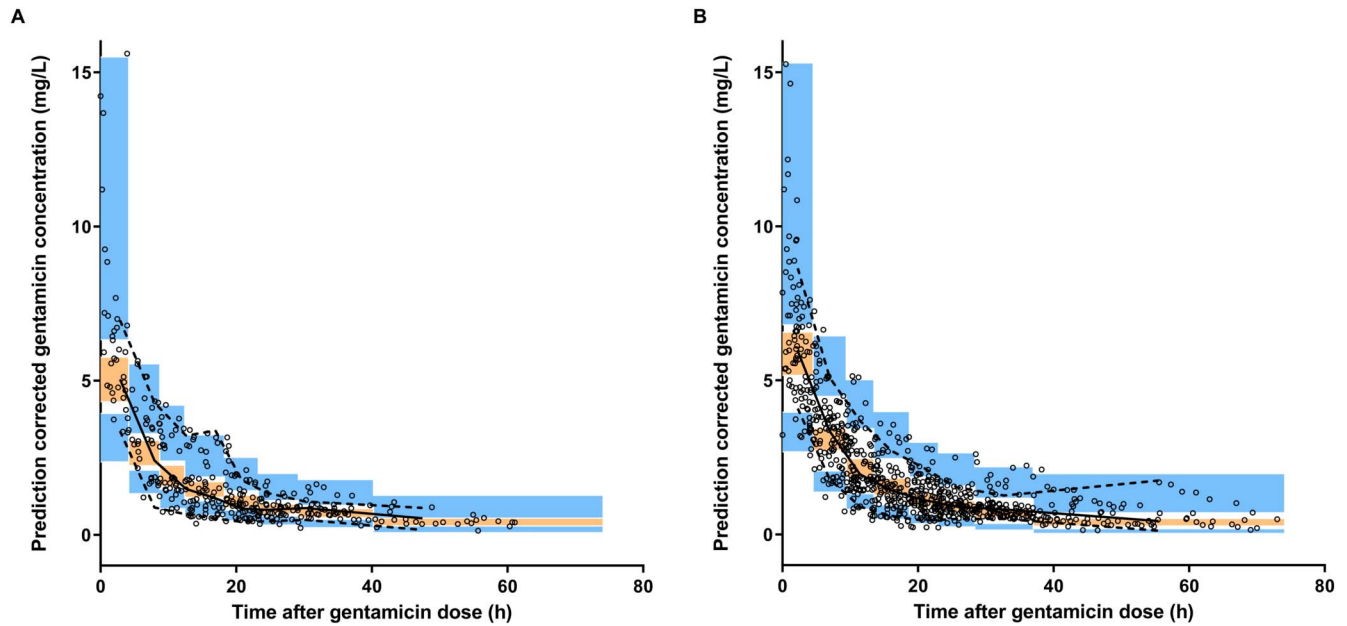 A
Prediction corrected gentamicin concentration (mg/L)
15
10
5
0
0 20 40 60 80
Time after gentamicin dose (h)
B
Prediction corrected gentamicin concentration (mg/L)
15
10
5
0
0 20 40 60 80
Time after gentamicin dose (h)